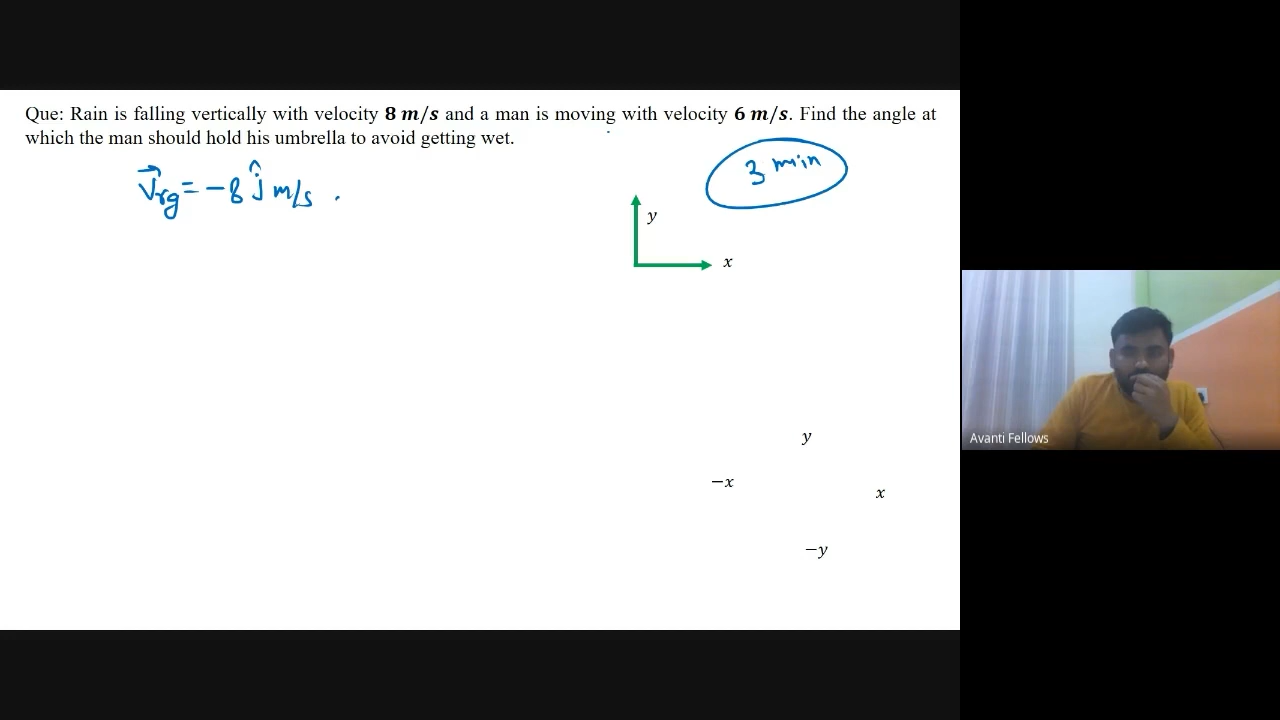 Que: Rain is falling vertically with velocity 8 m/s and a man is moving with velocity 6 m/s. Find the angle at
which the man should hold his umbrella to avoid getting wet.
3 min
V⃗rg = -8 ĵ m/s .
y
x
y
−x
x
−y
Avanti Fellows